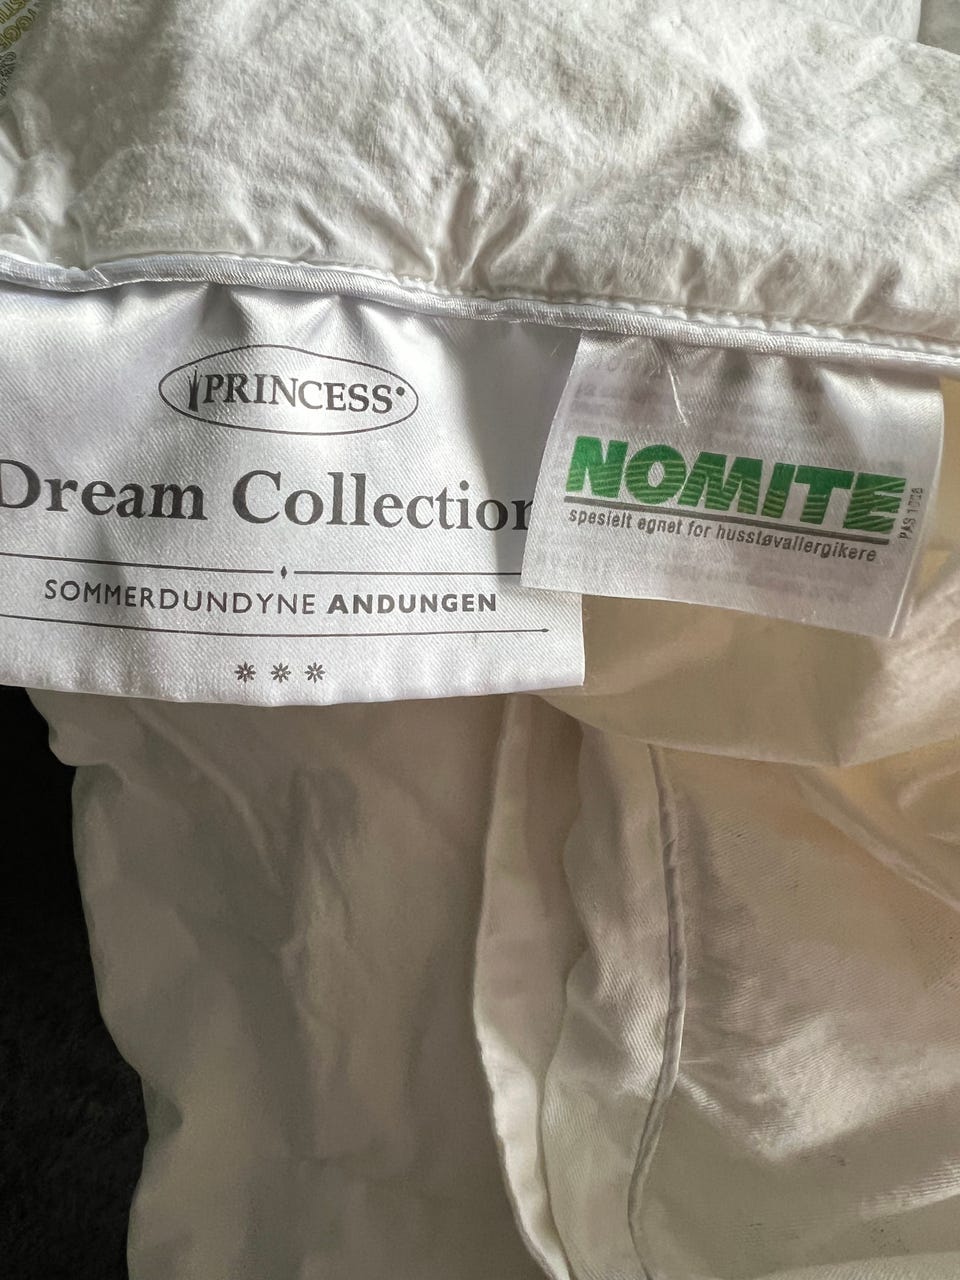 PRINCESS
Dream Collection
SOMMERDUNDYNE ANDUNGEN
NOMITE
spesielt egnet for husstøvallergikere